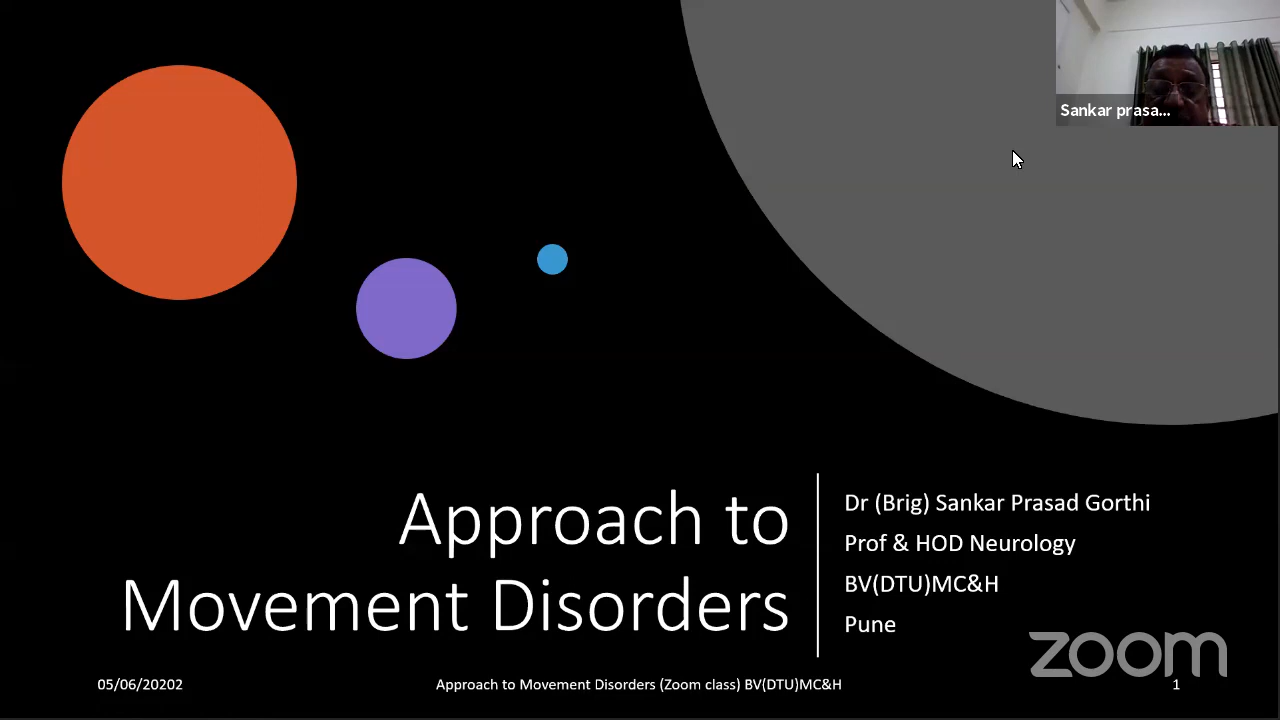 Sankar prasa...
Approach to
Movement Disorders
Dr (Brig) Sankar Prasad Gorthi
Prof & HOD Neurology
BV(DTU)MC&H
Pune
zoom
05/06/20202
Approach to Movement Disorders (Zoom class) BV(DTU)MC&H
1